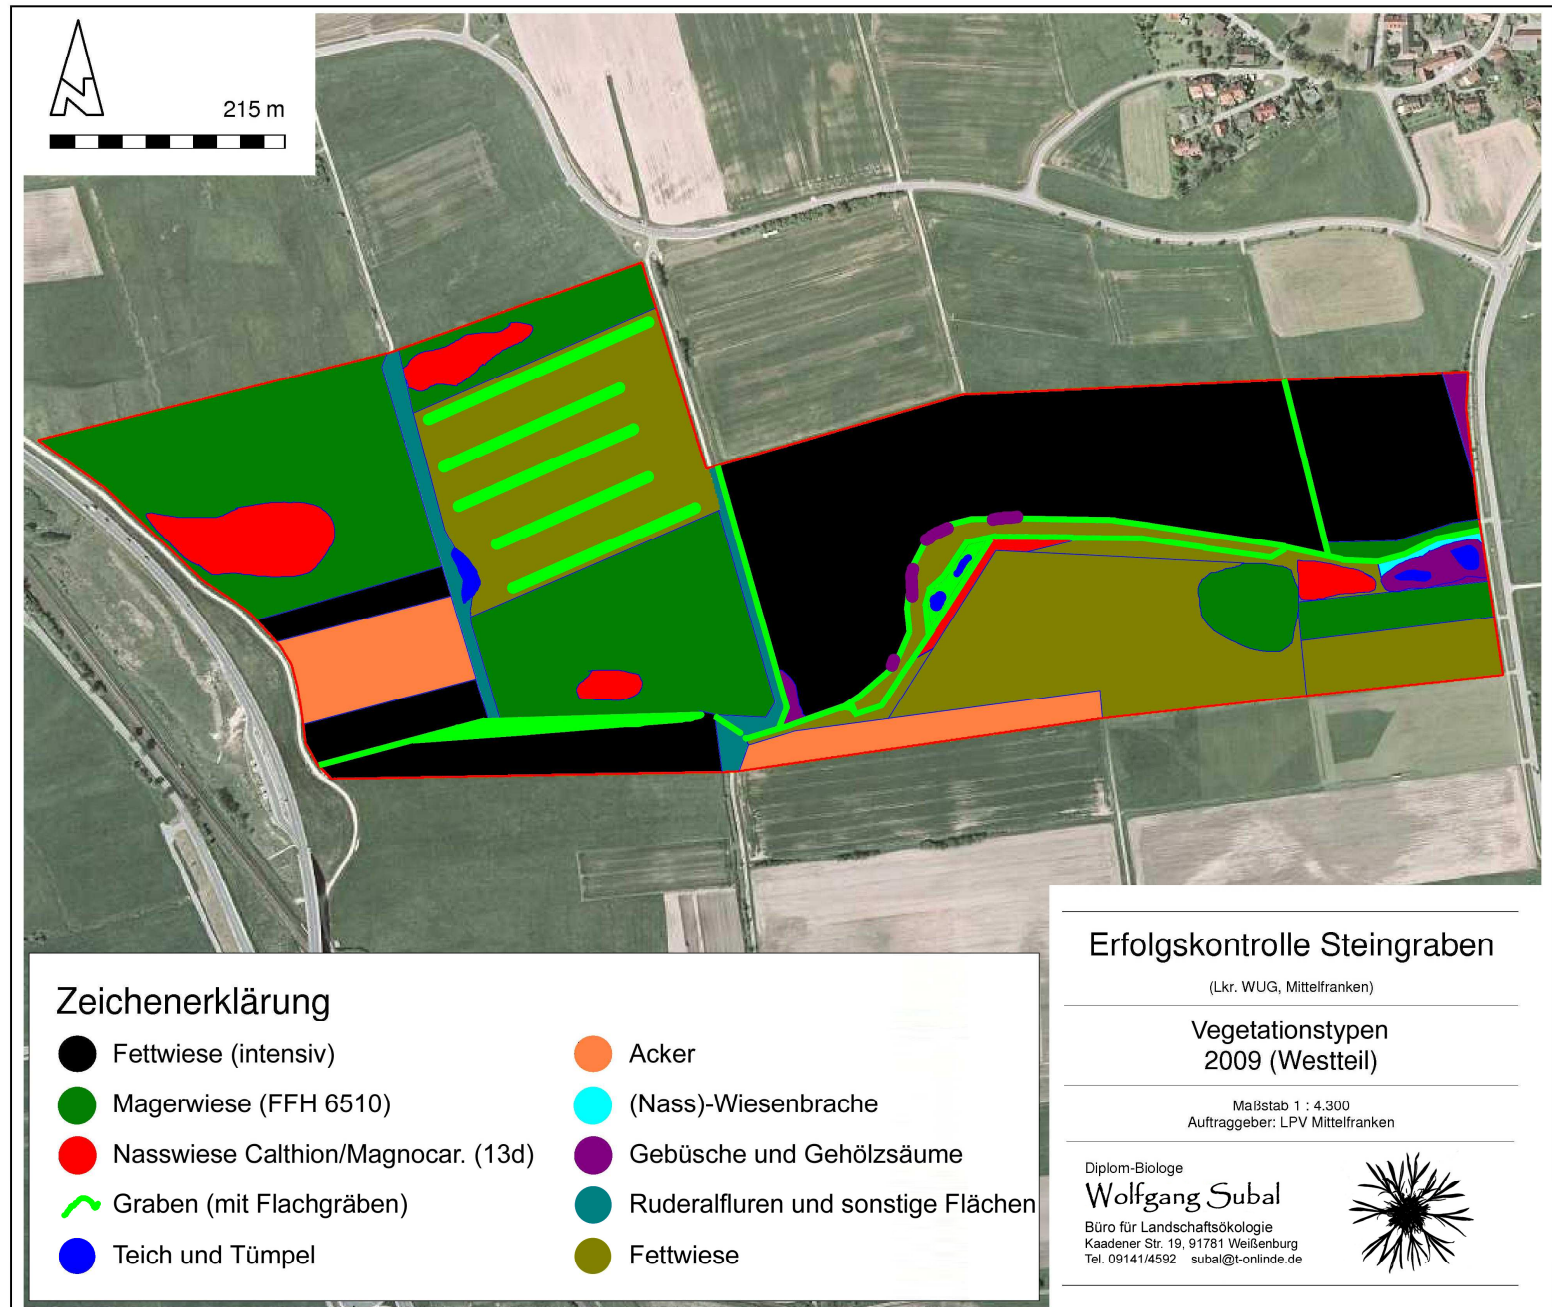 N
215 m
Zeichenerklärung
Fettwiese (intensiv)
Magerwiese (FFH 6510)
Nasswiese Calthion/Magnocar. (13d)
Graben (mit Flachgräben)
Teich und Tümpel
Acker
(Nass)-Wiesenbrache
Gebüsche und Gehölzsäume
Ruderalfluren und sonstige Flächen
Fettwiese
Erfolgskontrolle Steingraben
(Lkr. WUG, Mittelfranken)
Vegetationstypen
2009 (Westteil)
Maßstab 1 : 4.300
Auftraggeber: LPV Mittelfranken
Diplom-Biologe
Wolfgang Subal
Büro für Landschaftsökologie
Kaadener Str. 19, 91781 Weißenburg
Tel. 09141/4592 subal@t-onlinde.de